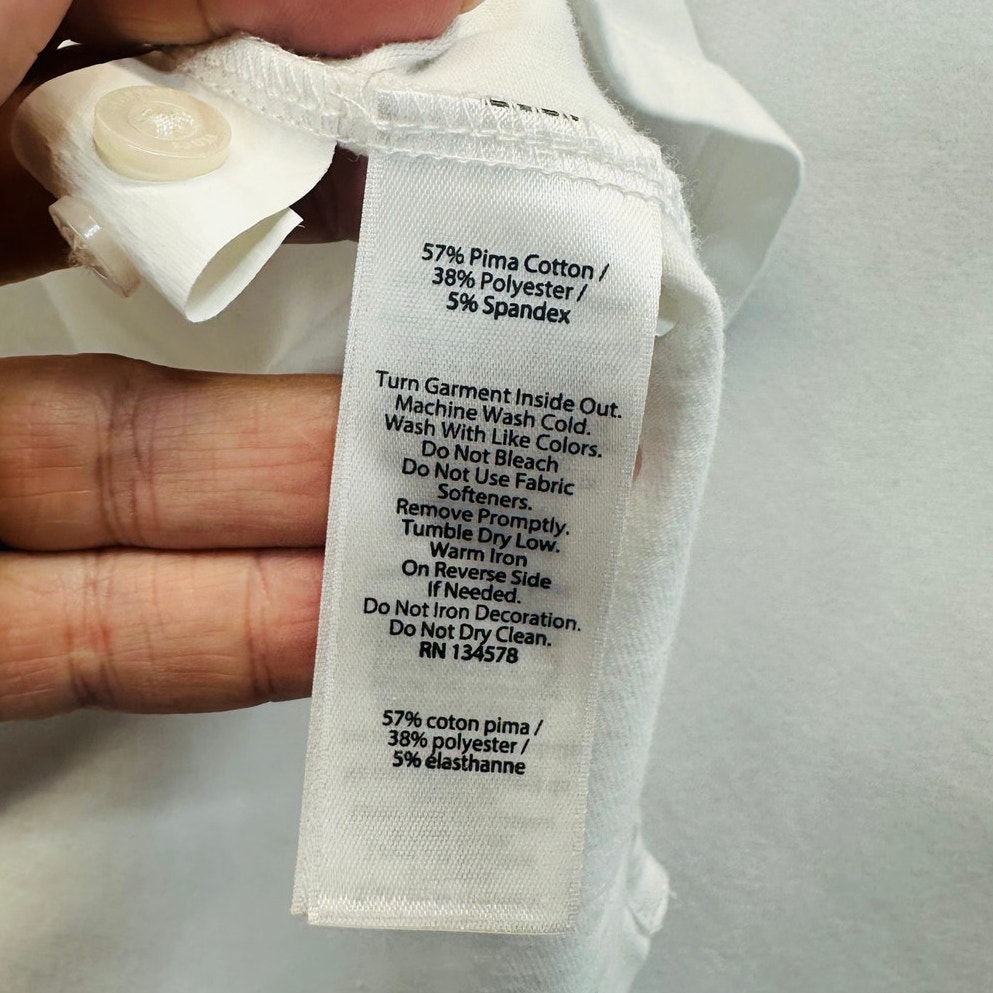 57% Pima Cotton /
38% Polyester /
5% Spandex
Turn Garment Inside Out.
Machine Wash Cold.
Wash With Like Colors.
Do Not Bleach
Do Not Use Fabric
Softeners.
Remove Promptly.
Tumble Dry Low.
Warm Iron
On Reverse Side
If Needed.
Do Not Iron Decoration.
Do Not Dry Clean.
RN 134578
57% coton pima /
38% polyester /
5% élasthanne